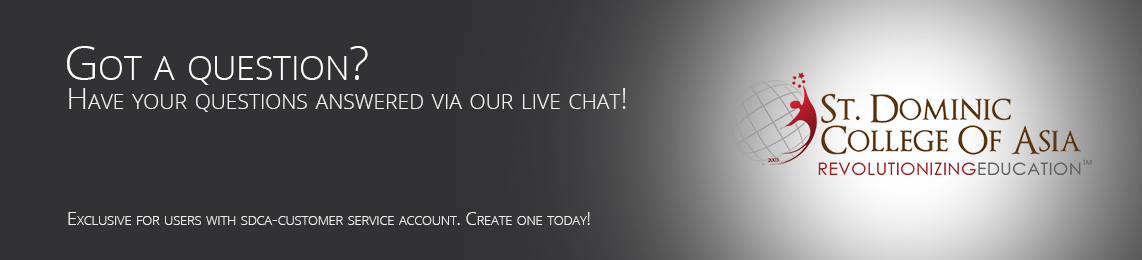 Got a question?
Have your questions answered via our live chat!
St. Dominic
College Of Asia
REVOLUTIONIZINGEDUCATION™
2003
Exclusive for users with sdca-customer service account. Create one today!